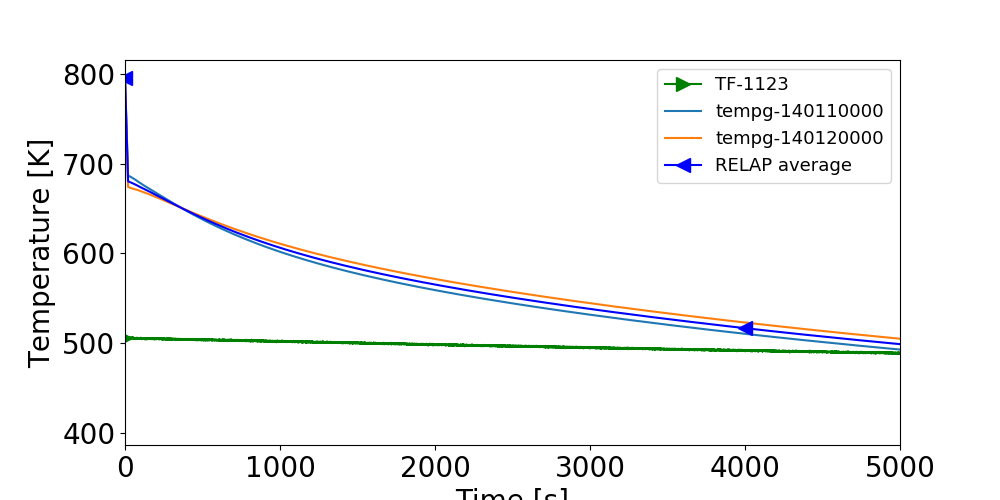 800
700
600
500
400
Temperature [K]
0 1000 2000 3000 4000 5000
Time [s]
TF-1123
tempg-140110000
tempg-140120000
RELAP average